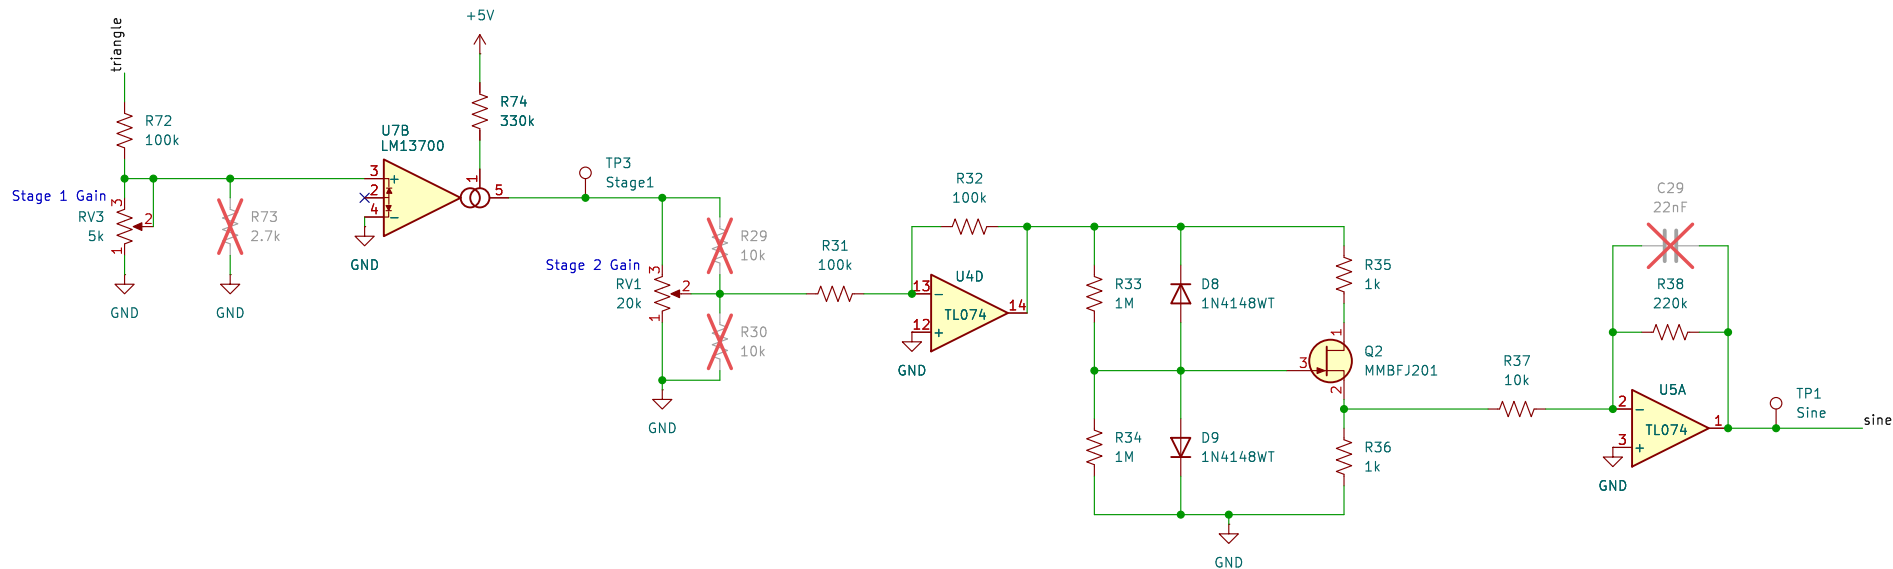 triangle
R72
100k
Stage 1 Gain
RV3
5k
3
2
1
GND
R73
2.7k
GND
U7B
LM13700
3
2
4
+
−
1
5
GND
+5V
R74
330k
TP3
Stage1
Stage 2 Gain
RV1
20k
3
2
1
GND
R29
10k
R30
10k
R31
100k
R32
100k
U4D
TL074
13
12
14
−
+
GND
R33
1M
R34
1M
D8
1N4148WT
D9
1N4148WT
GND
R35
1k
Q2
MMBFJ201
1
3
2
R36
1k
R37
10k
C29
22nF
R38
220k
U5A
TL074
2
3
1
−
+
GND
TP1
Sine
sine